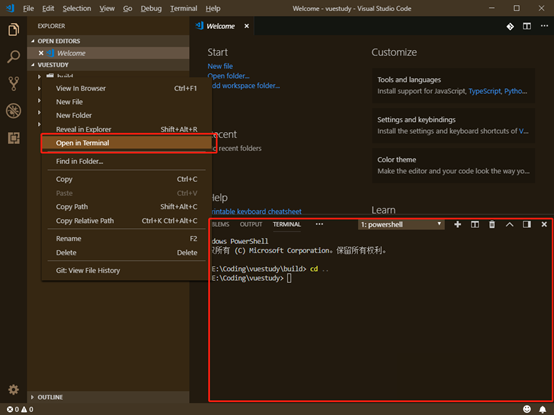 File Edit Selection View Go Debug Terminal Help Welcome - vuestudy - Visual Studio Code
EXPLORER
OPEN EDITORS
Welcome
VUESTUDY
build
View In Browser Ctrl+F1
New File
New Folder
Reveal in Explorer Shift+Alt+R
Open in Terminal
Find in Folder...
Copy Ctrl+C
Paste Ctrl+V
Copy Path Shift+Alt+C
Copy Relative Path Ctrl+K Ctrl+Alt+C
Rename F2
Delete Delete
Git: View File History
OUTLINE
0 0
Welcome
Start
New file
Open folder...
dd workspace folder...
ecent
o recent folders
elp
rintable keyboard cheatsheet
Customize
Tools and languages
Install support for JavaScript, TypeScript, Pytho...
Settings and keybindings
Install the settings and keyboard shortcuts of V...
Color theme
Make the editor and your code look the way yo...
Learn
BLEMS OUTPUT TERMINAL ... 1: powershell
dows PowerShell
权所有 (C) Microsoft Corporation。保留所有权利。
E:\Coding\vuestudy\build> cd ..
E:\Coding\vuestudy>